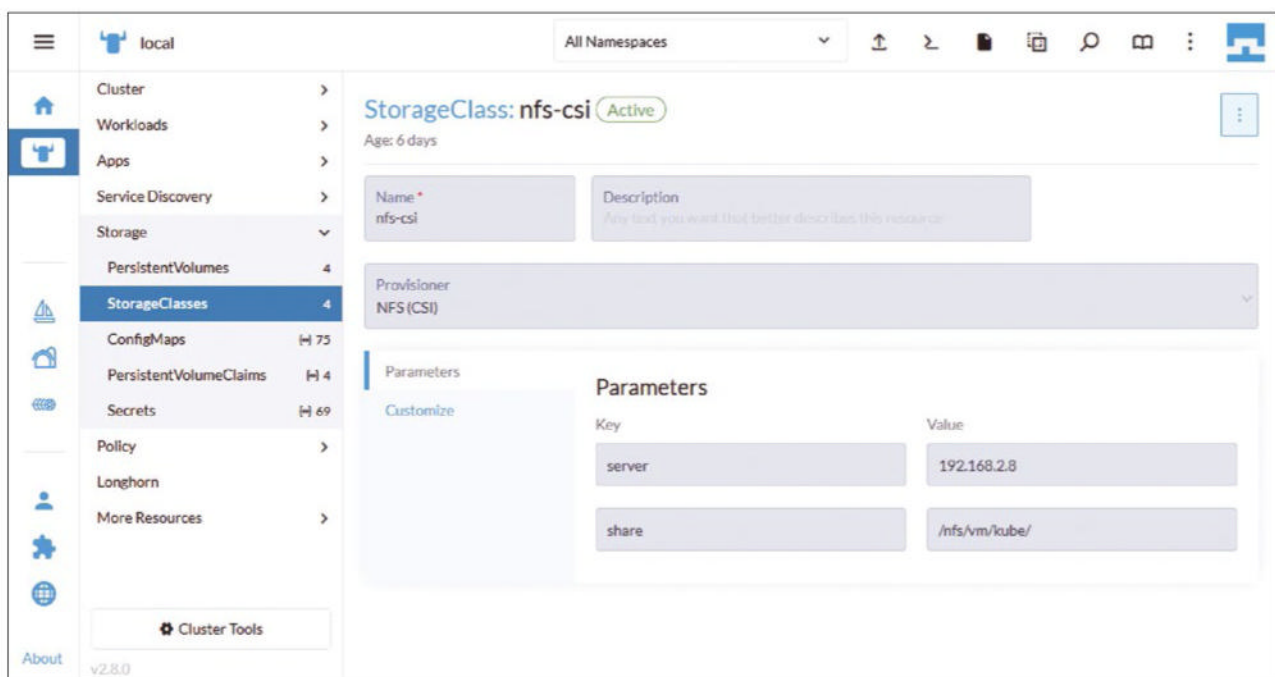 local
All Namespaces
Cluster
Workloads
Apps
Service Discovery
Storage
PersistentVolumes 4
StorageClasses 4
ConfigMaps 75
PersistentVolumeClaims 4
Secrets 69
Policy
Longhorn
More Resources
Cluster Tools
About
v2.8.0
StorageClass: nfs-csi Active
Age: 6 days
Name *
nfs-csi
Description
Any text you want that better describes this resource
Provisioner
NFS (CSI)
Parameters
Customize
Parameters
Key Value
server 192.168.2.8
share /nfs/vm/kube/